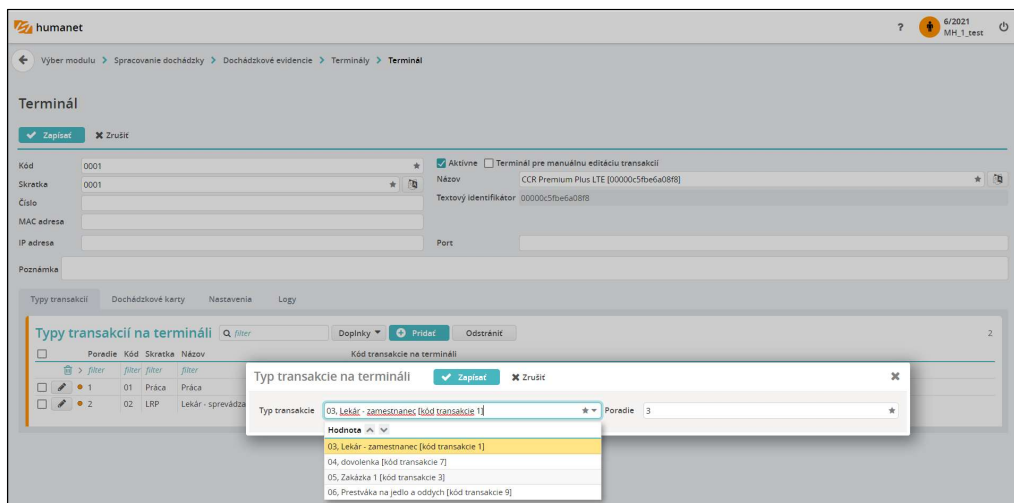 humanet
? 6/2021
MH_1_test
Výber modulu > Spracovanie dochádzky > Dochádzkové evidencie > Terminály > Terminál
Terminál
Zapísať Zrušiť
Kód 0001
Aktívne Terminál pre manuálnu editáciu transakcií
Skratka 0001
Názov CCR Premium Plus LTE [00000c5fbe6a08f8]
Číslo
Textový identifikátor 00000c5fbe6a08f8
MAC adresa
IP adresa
Port
Poznámka
Typy transakcií Dochádzkové karty Nastavenia Logy
Typy transakcií na termináli filter Doplnky Pridať Odstrániť 2
Poradie Kód Skratka Názov Kód transakcie na termináli
> filter filter filter filter
1 01 Práca Práca
2 02 LRP Lekár - sprevádza
Typ transakcie na termináli Zapísať Zrušiť
Typ transakcie 03, Lekár - zamestnanec [kód transakcie 1] Poradie 3
Hodnota
03, Lekár - zamestnanec [kód transakcie 1]
04, dovolenka [kód transakcie 7]
05, Zakázka 1 [kód transakcie 3]
06, Prestváka na jedlo a oddych [kód transakcie 9]